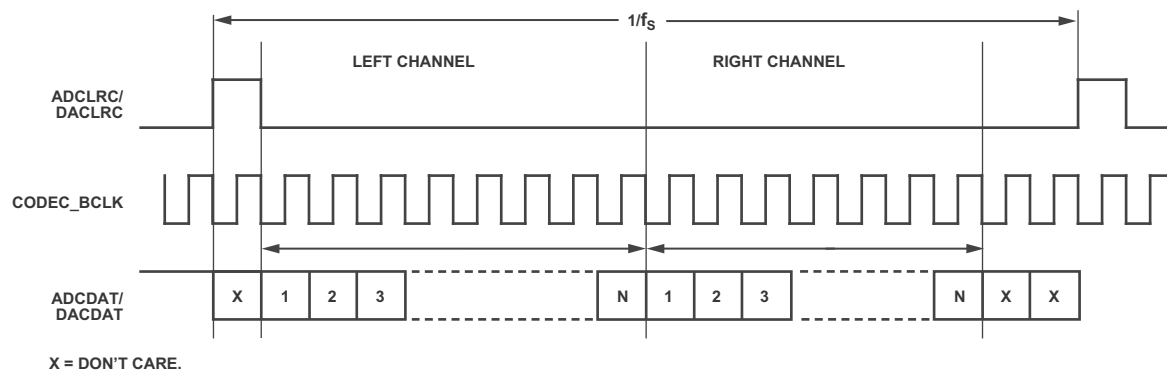 1/fS
LEFT CHANNEL
RIGHT CHANNEL
ADCLRC/
DACLRC
CODEC_BCLK
ADCDAT/
DACDAT
X 1 2 3 N 1 2 3 N X X
X = DON'T CARE.